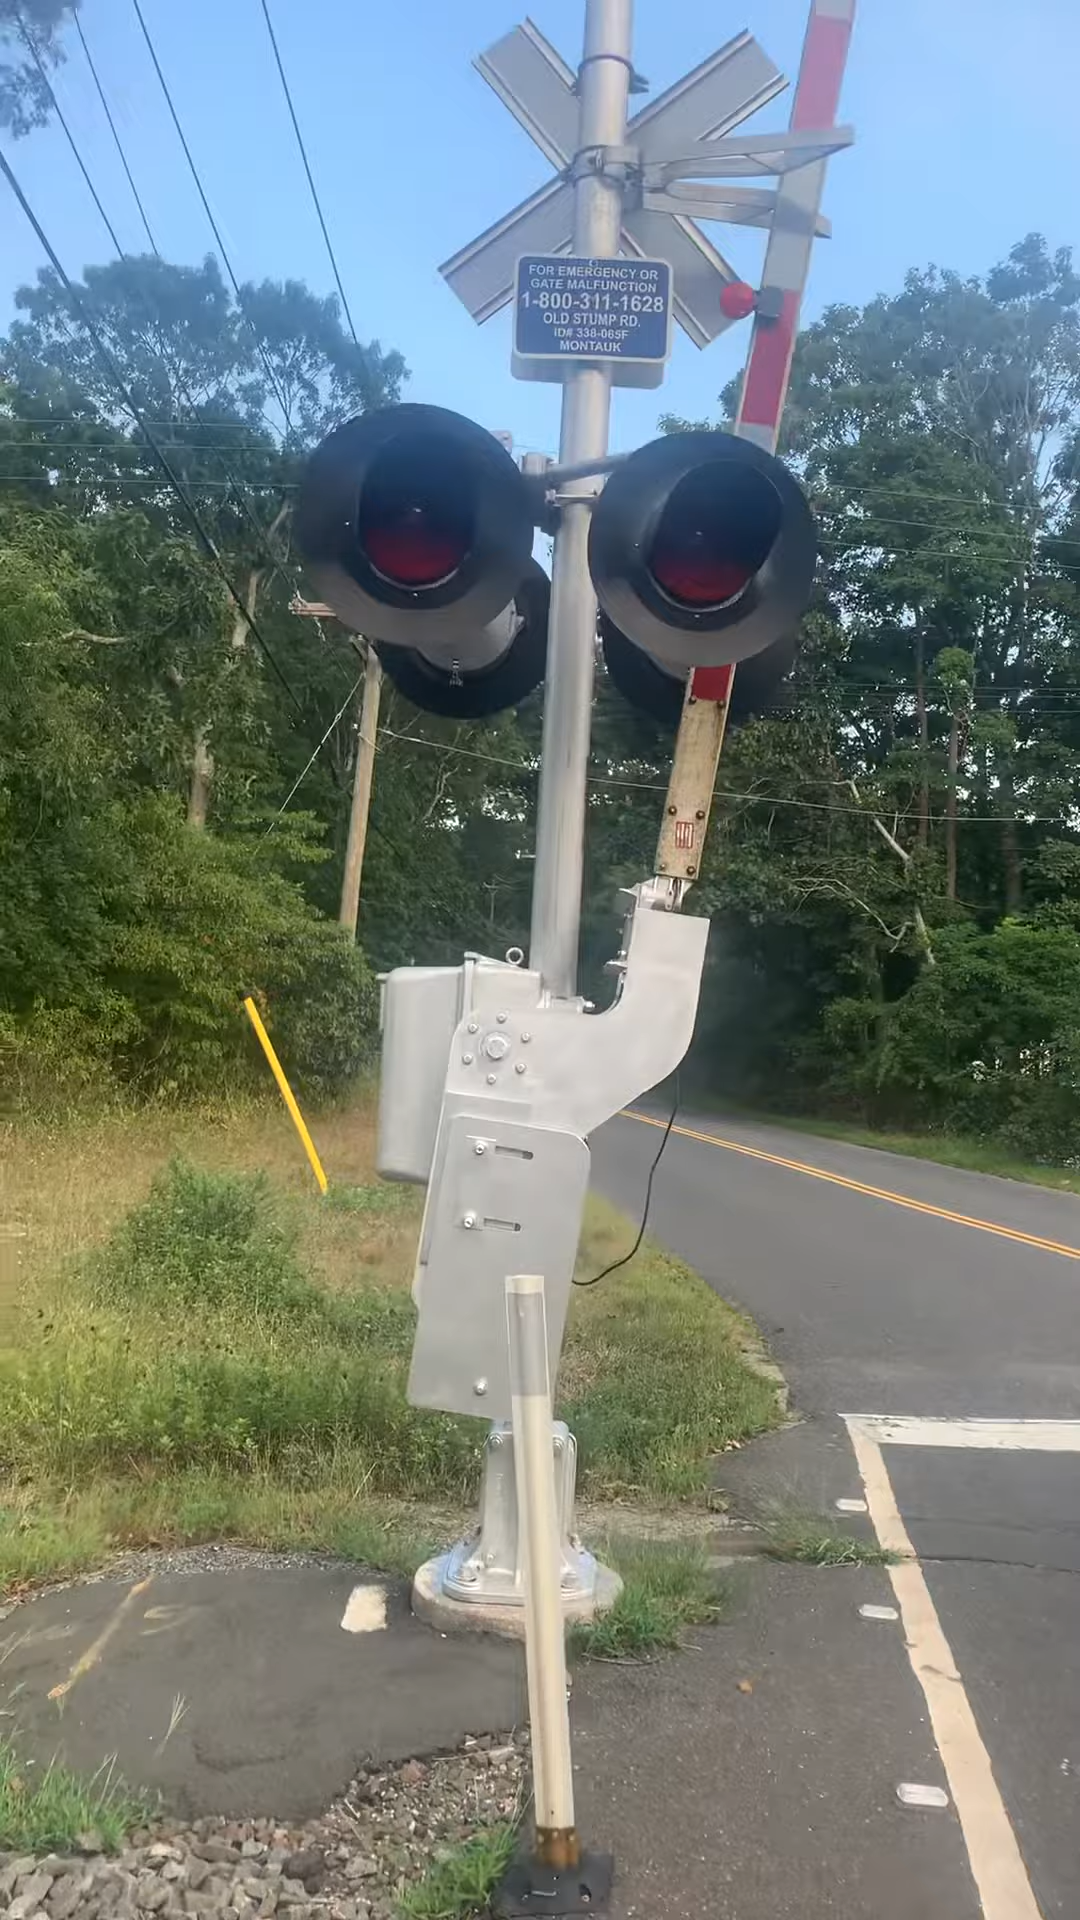 FOR EMERGENCY OR
GATE MALFUNCTION
1-800-311-1628
OLD STUMP RD.
ID# 338-065F
MONTAUK